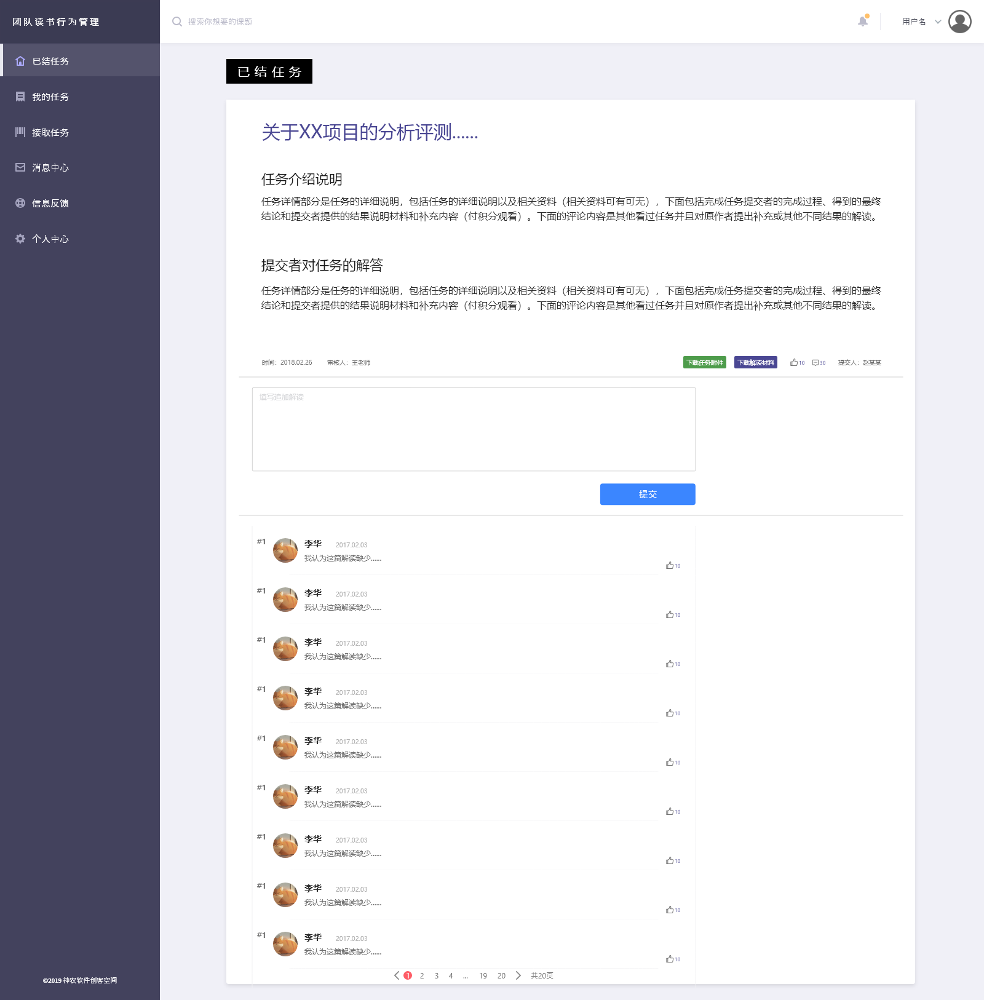 团队读书行为管理
搜索你想要的课题
用户名
已结任务
我的任务
接取任务
消息中心
信息反馈
个人中心
©2019 神农软件创客空间
已结任务
关于XX项目的分析评测......
任务介绍说明
任务详情部分是任务的详细说明，包括任务的详细说明以及相关资料（相关资料可有可无），下面包括完成任务提交者的完成过程、得到的最终
结论和提交者提供的结果说明材料和补充内容（付积分观看）。下面的评论内容是其他看过任务并且对原作者提出补充或其他不同结果的解读。
提交者对任务的解答
任务详情部分是任务的详细说明，包括任务的详细说明以及相关资料（相关资料可有可无），下面包括完成任务提交者的完成过程、得到的最终
结论和提交者提供的结果说明材料和补充内容（付积分观看）。下面的评论内容是其他看过任务并且对原作者提出补充或其他不同结果的解读。
时间：2018.02.26 审核人：王老师 下载任务附件 下载解读材料 10 30 提交人：赵某某
填写追加解读
提交
#1 李华 2017.02.03
我认为这篇解读缺少......
10
#1 李华 2017.02.03
我认为这篇解读缺少......
10
#1 李华 2017.02.03
我认为这篇解读缺少......
10
#1 李华 2017.02.03
我认为这篇解读缺少......
10
#1 李华 2017.02.03
我认为这篇解读缺少......
10
#1 李华 2017.02.03
我认为这篇解读缺少......
10
#1 李华 2017.02.03
我认为这篇解读缺少......
10
#1 李华 2017.02.03
我认为这篇解读缺少......
10
#1 李华 2017.02.03
我认为这篇解读缺少......
10
1 2 3 4 ... 19 20 共20页